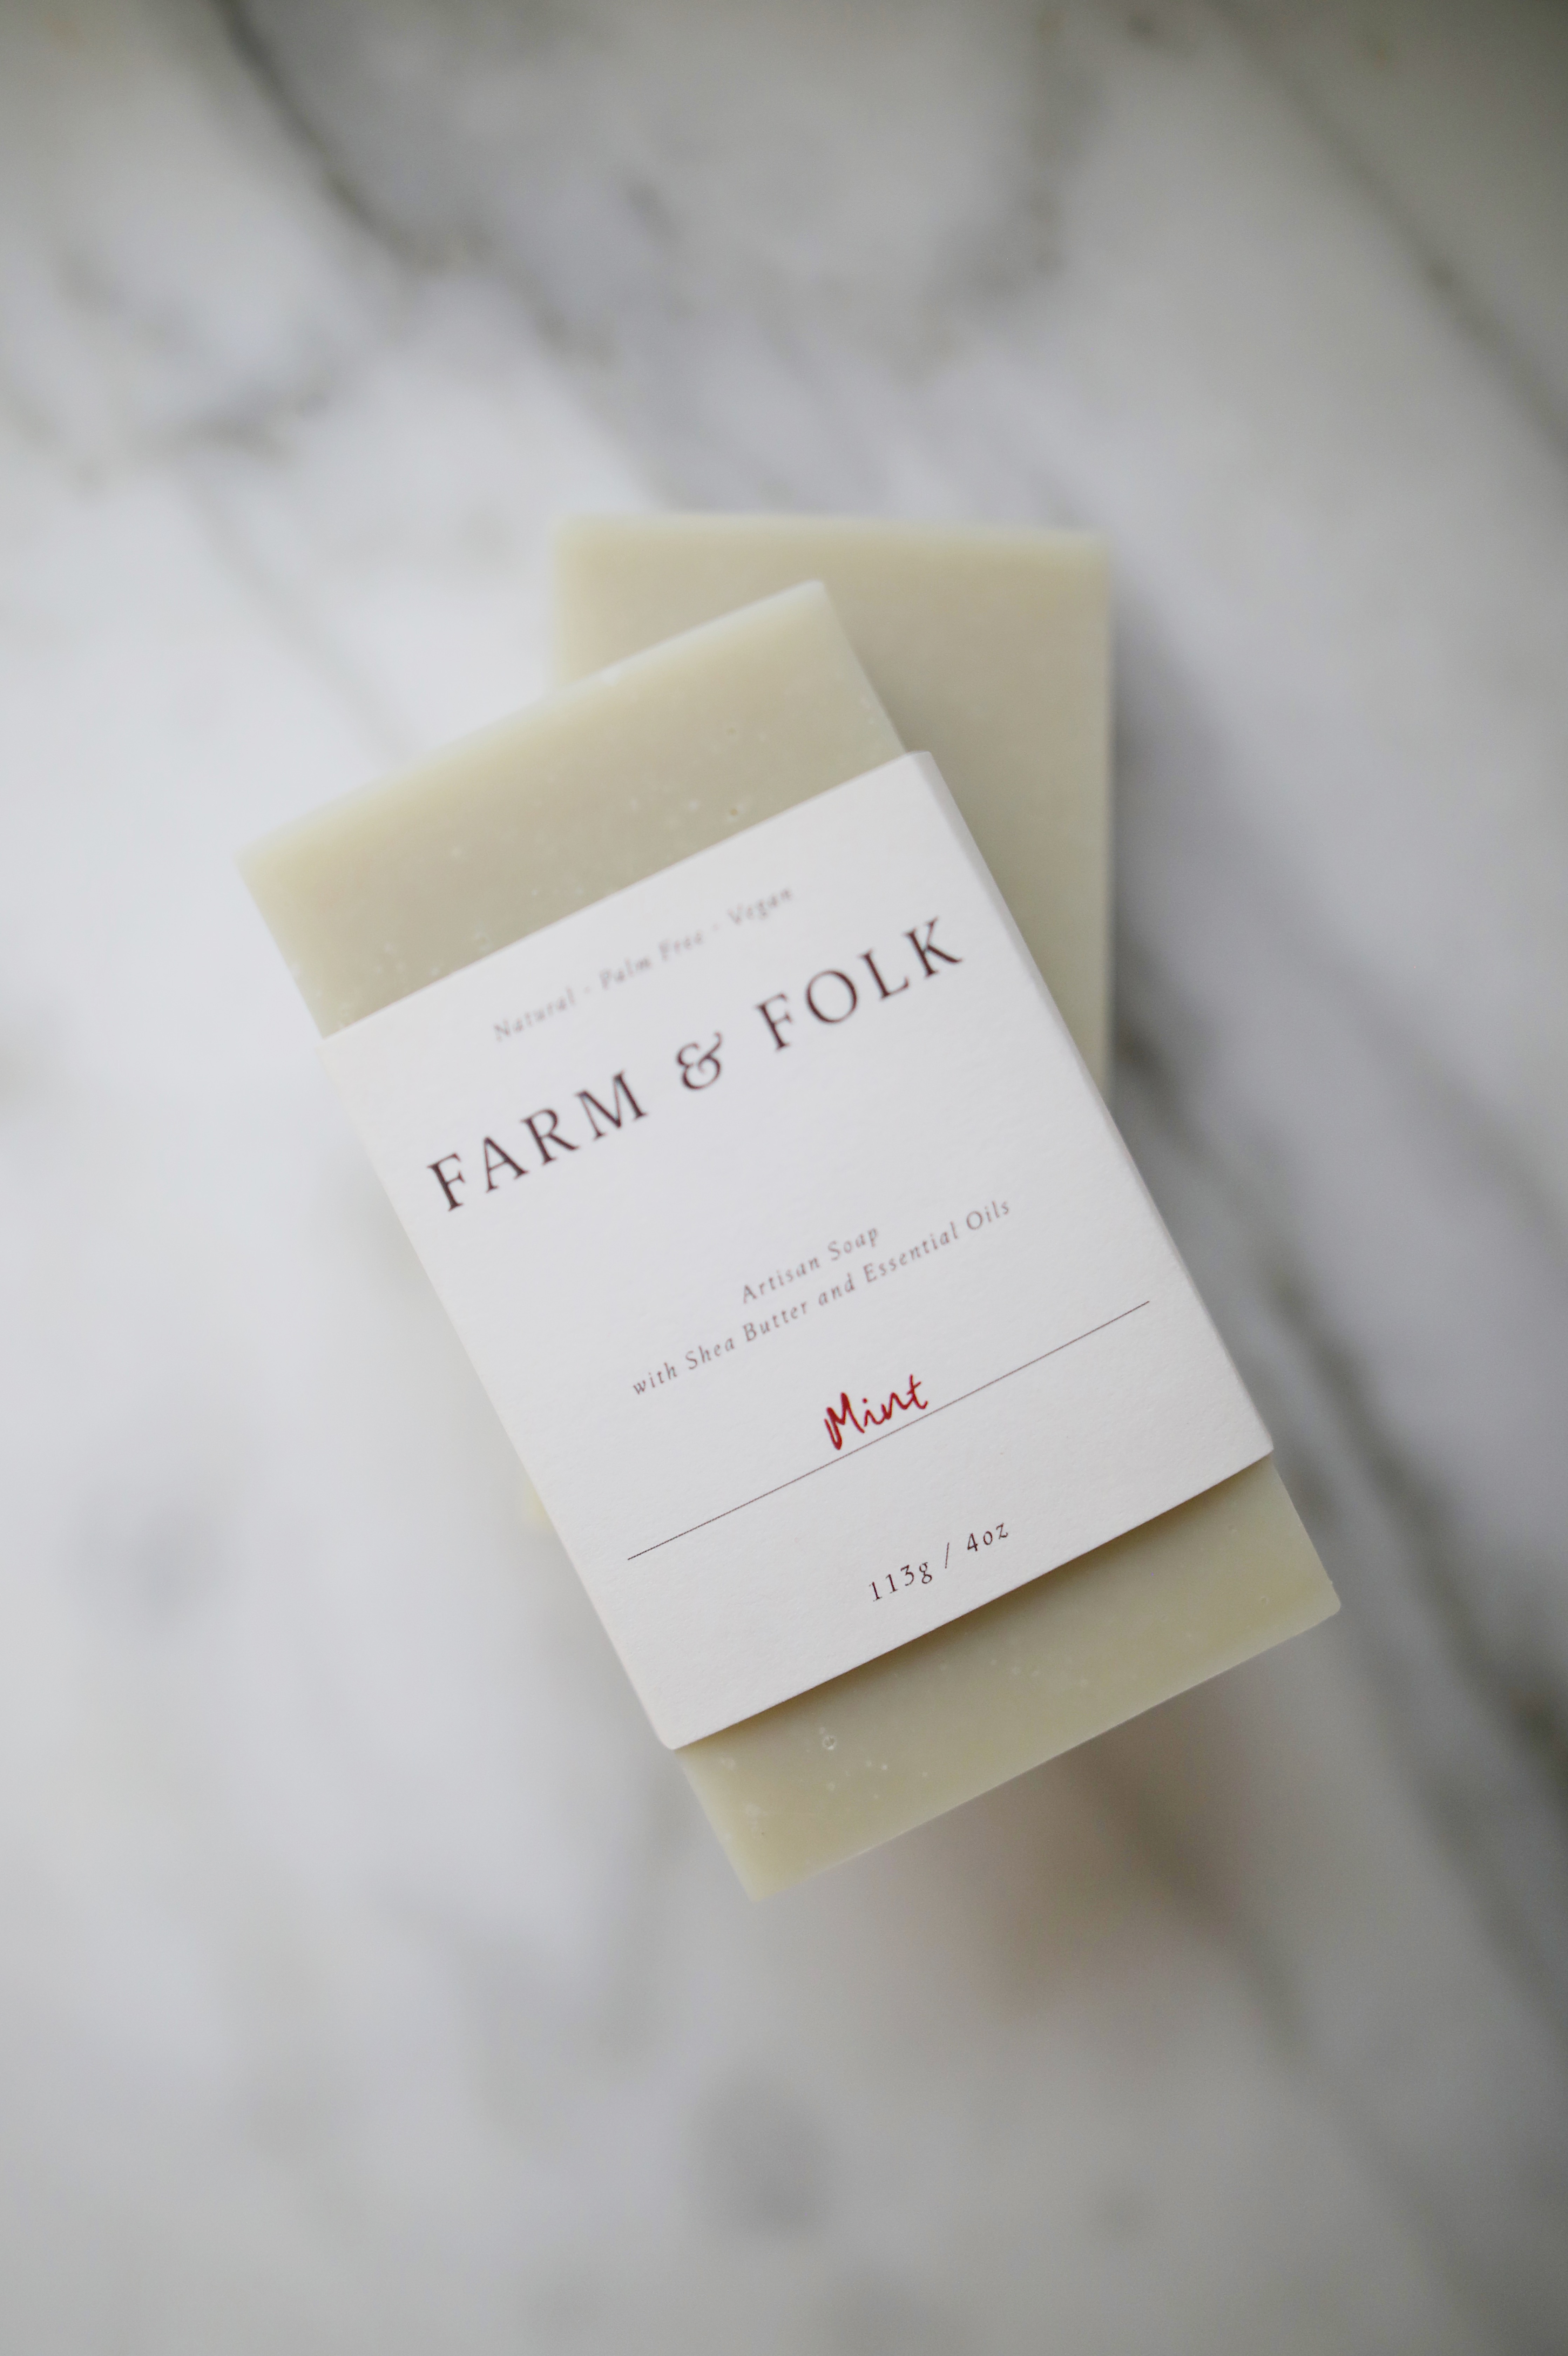 Natural · Palm Free · Vegan
FARM & FOLK
Artisan Soap
with Shea Butter and Essential Oils
Mint
113g / 4oz